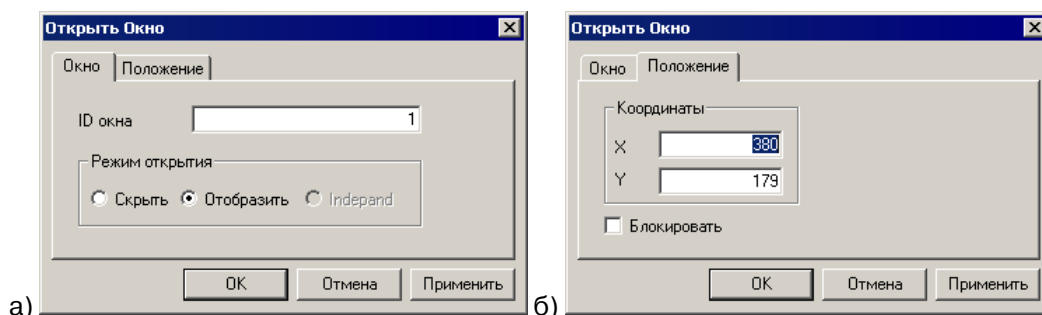 Открыть Окно
Окно Положение
ID окна 1
Режим открытия
Скрыть Отобразить Indepand
OK Отмена Применить
а)
Открыть Окно
Окно Положение
Координаты
X 380
Y 179
Блокировать
OK Отмена Применить
б)